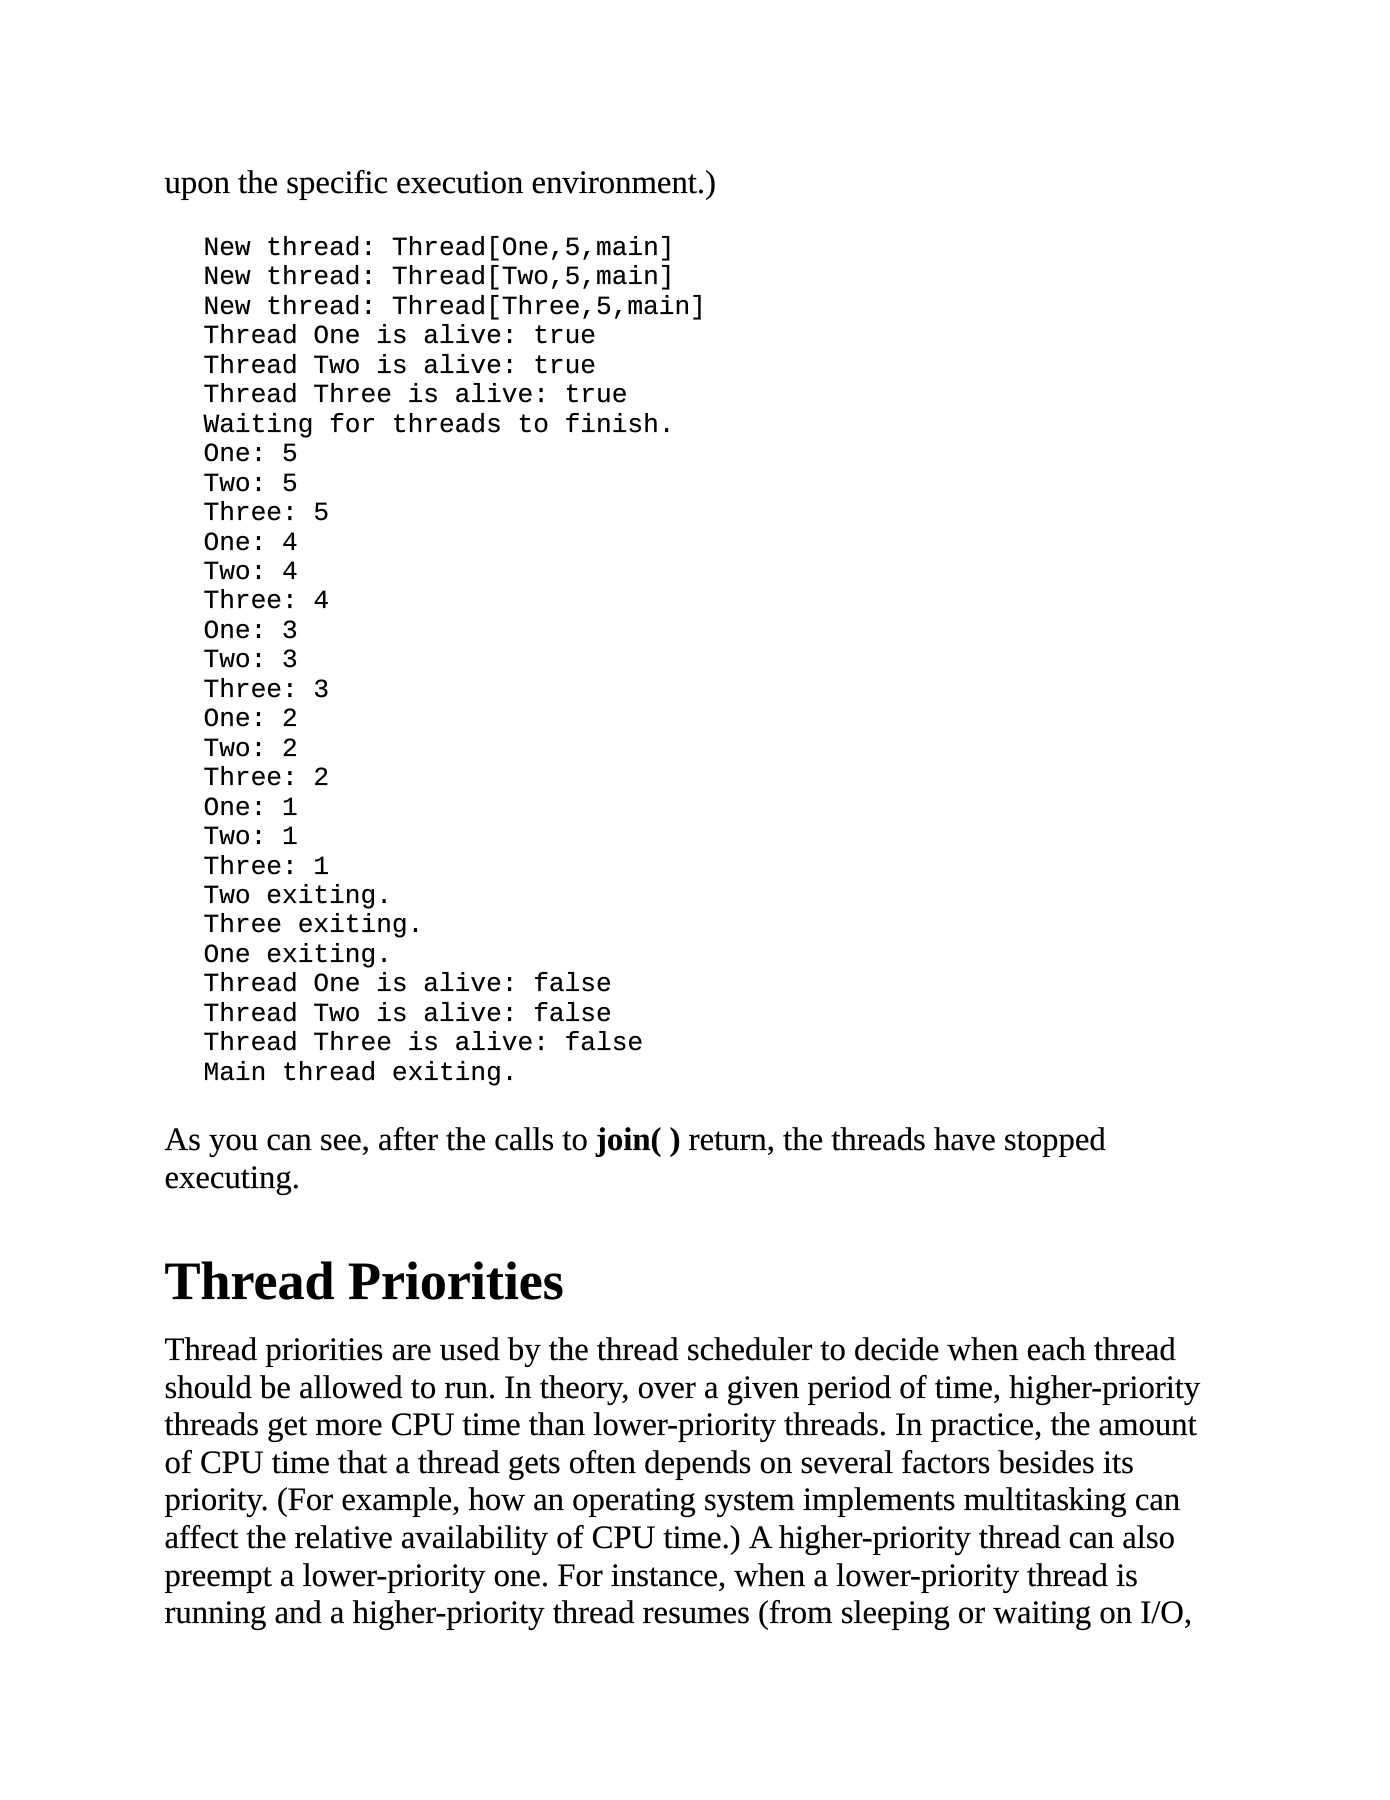 upon the specific execution environment.)
New thread: Thread[One,5,main]
New thread: Thread[Two,5,main]
New thread: Thread[Three,5,main]
Thread One is alive: true
Thread Two is alive: true
Thread Three is alive: true
Waiting for threads to finish.
One: 5
Two: 5
Three: 5
One: 4
Two: 4
Three: 4
One: 3
Two: 3
Three: 3
One: 2
Two: 2
Three: 2
One: 1
Two: 1
Three: 1
Two exiting.
Three exiting.
One exiting.
Thread One is alive: false
Thread Two is alive: false
Thread Three is alive: false
Main thread exiting.
As you can see, after the calls to join( ) return, the threads have stopped
executing.
Thread Priorities
Thread priorities are used by the thread scheduler to decide when each thread
should be allowed to run. In theory, over a given period of time, higher-priority
threads get more CPU time than lower-priority threads. In practice, the amount
of CPU time that a thread gets often depends on several factors besides its
priority. (For example, how an operating system implements multitasking can
affect the relative availability of CPU time.) A higher-priority thread can also
preempt a lower-priority one. For instance, when a lower-priority thread is
running and a higher-priority thread resumes (from sleeping or waiting on I/O,